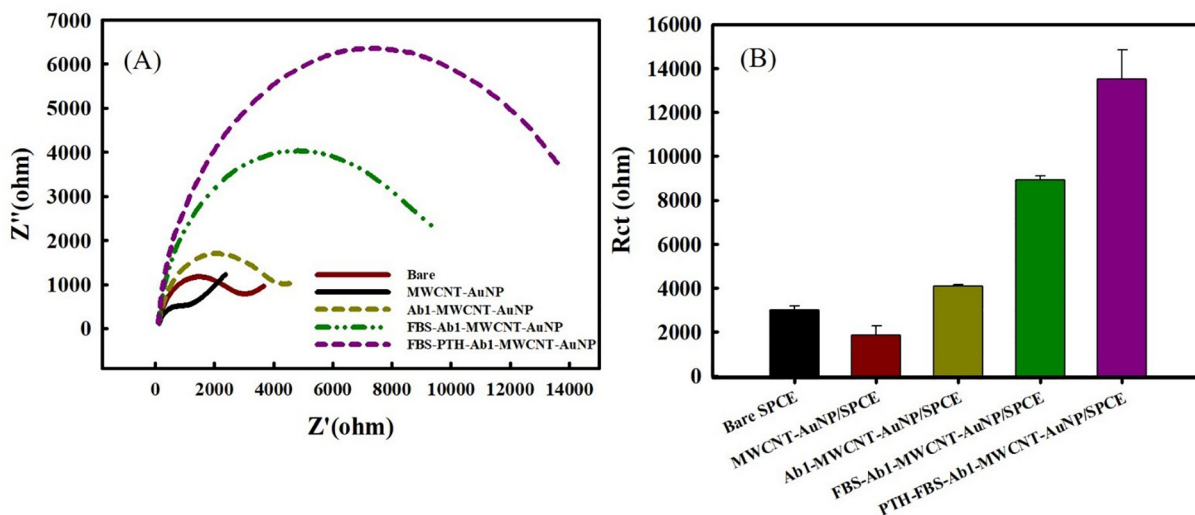 (A)
7000
6000
5000
4000
3000
2000
1000
0
Z"(ohm)
0 2000 4000 6000 8000 10000 12000 14000
Z'(ohm)
Bare
MWCNT-AuNP
Ab1-MWCNT-AuNP
FBS-Ab1-MWCNT-AuNP
FBS-PTH-Ab1-MWCNT-AuNP
(B)
16000
14000
12000
10000
8000
6000
4000
2000
0
Rct (ohm)
Bare SPCE
MWCNT-AuNP/SPCE
Ab1-MWCNT-AuNP/SPCE
FBS-Ab1-MWCNT-AuNP/SPCE
PTH-FBS-Ab1-MWCNT-AuNP/SPCE